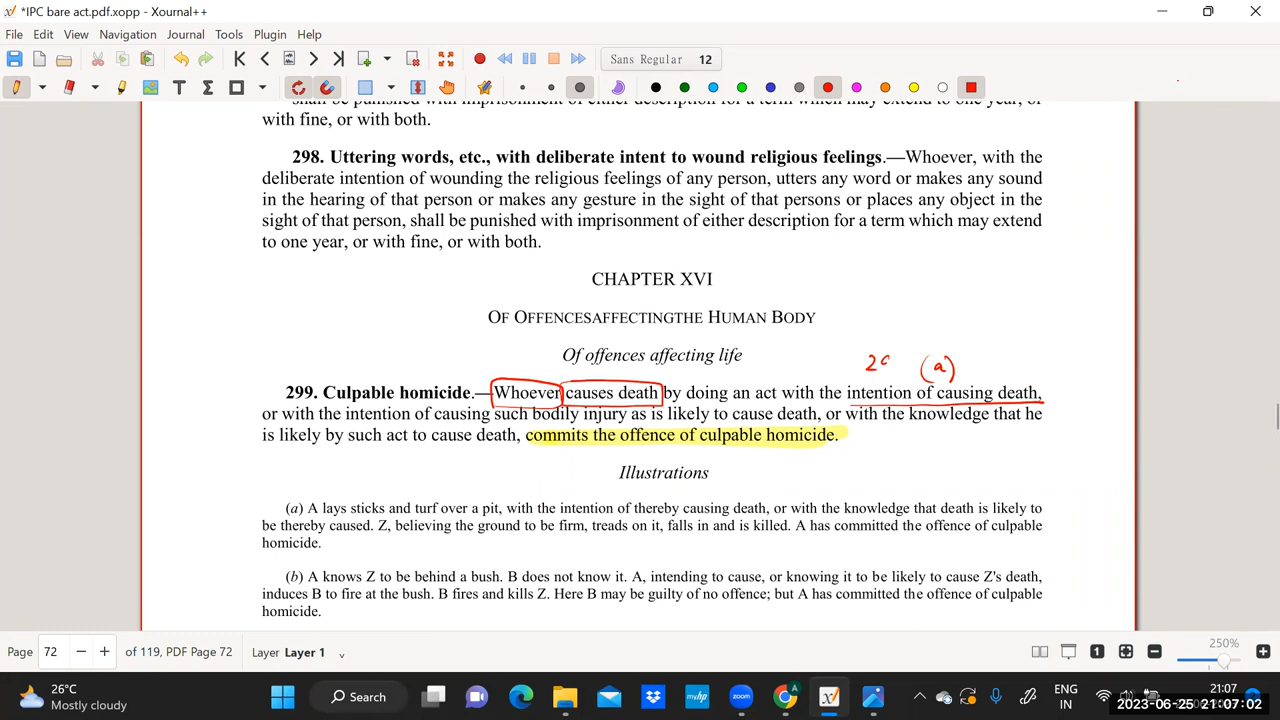 *IPC bare act.pdf.xopp - Xournal++
File Edit View Navigation Journal Tools Plugin Help
Sans Regular 12
with fine, or with both.
298. Uttering words, etc., with deliberate intent to wound religious feelings.—Whoever, with the
deliberate intention of wounding the religious feelings of any person, utters any word or makes any sound
in the hearing of that person or makes any gesture in the sight of that persons or places any object in the
sight of that person, shall be punished with imprisonment of either description for a term which may extend
to one year, or with fine, or with both.
CHAPTER XVI
OF OFFENCESAFFECTINGTHE HUMAN BODY
Of offences affecting life
(a)
299. Culpable homicide.—Whoever causes death by doing an act with the intention of causing death,
or with the intention of causing such bodily injury as is likely to cause death, or with the knowledge that he
is likely by such act to cause death, commits the offence of culpable homicide.
Illustrations
(a) A lays sticks and turf over a pit, with the intention of thereby causing death, or with the knowledge that death is likely to
be thereby caused. Z, believing the ground to be firm, treads on it, falls in and is killed. A has committed the offence of culpable
homicide.
(b) A knows Z to be behind a bush. B does not know it. A, intending to cause, or knowing it to be likely to cause Z's death,
induces B to fire at the bush. B fires and kills Z. Here B may be guilty of no offence; but A has committed the offence of culpable
homicide.
Page 72 of 119, PDF Page 72 Layer Layer 1 250%
26°C
Mostly cloudy
Search
ENG
IN
21:07
2023-06-25 21:07:02